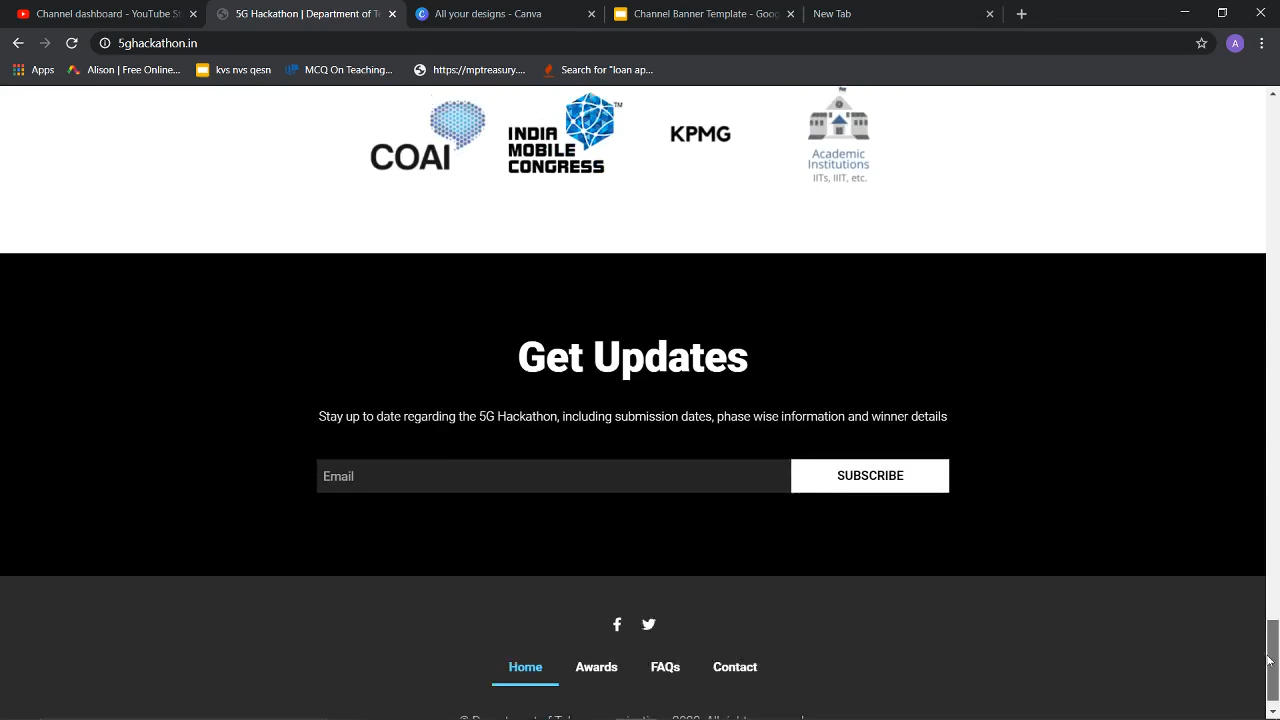 Channel dashboard - YouTube St
5G Hackathon | Department of Te
All your designs - Canva
Channel Banner Template - Goog
New Tab
5ghackathon.in
A
Apps
Alison | Free Online...
kvs nvs qesn
MCQ On Teaching...
https://mptreasury....
Search for "loan ap...
COAI
INDIA
MOBILE
CONGRESS
TM
KPMG
Academic
Institutions
IITs, IIIT, etc.
Get Updates
Stay up to date regarding the 5G Hackathon, including submission dates, phase wise information and winner details
Email
SUBSCRIBE
Home
Awards
FAQs
Contact